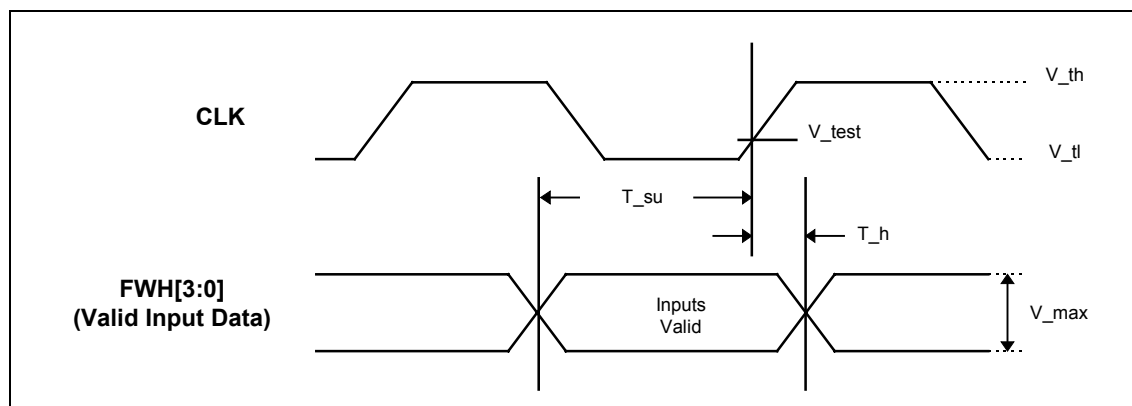 V_th
CLK
V_test
V_tl
T_su
T_h
FWH[3:0]
(Valid Input Data)
Inputs
Valid
V_max